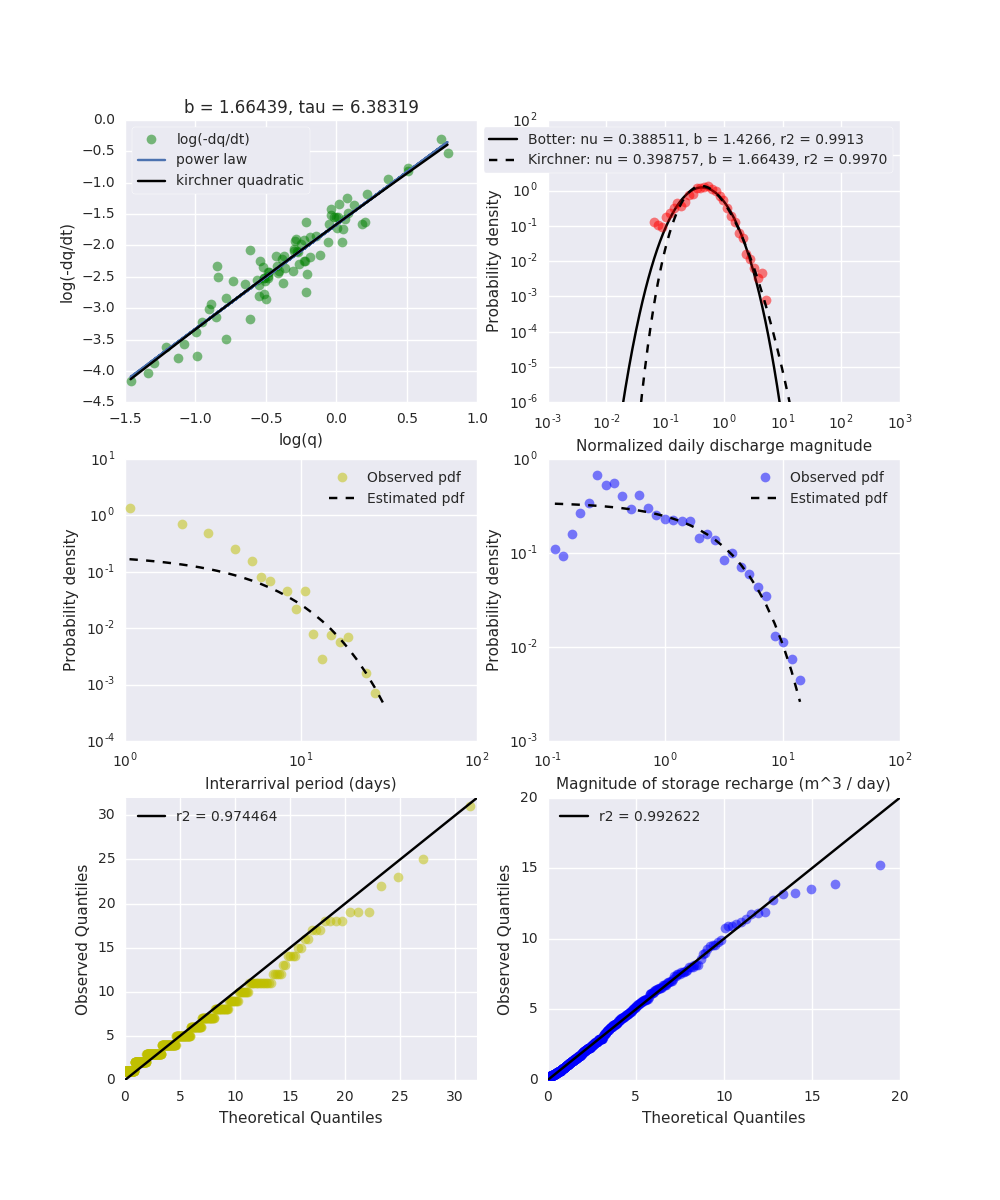 b = 1.66439, tau = 6.38319
0.0
−0.5
−1.0
−1.5
−2.0
−2.5
−3.0
−3.5
−4.0
−4.5
log(-dq/dt)
log(-dq/dt)
power law
kirchner quadratic
−1.5 −1.0 −0.5 0.0 0.5 1.0
log(q)
10^2
Botter: nu = 0.388511, b = 1.4266, r2 = 0.9913
Kirchner: nu = 0.398757, b = 1.66439, r2 = 0.9970
10^0
10^-1
10^-2
10^-3
10^-4
10^-5
10^-6
Probability density
10^-3 10^-2 10^-1 10^0 10^1 10^2 10^3
Normalized daily discharge magnitude
10^1
10^0
10^-1
10^-2
10^-3
10^-4
Probability density
Observed pdf
Estimated pdf
10^0 10^1 10^2
Interarrival period (days)
10^0
10^-1
10^-2
10^-3
Probability density
Observed pdf
Estimated pdf
10^-1 10^0 10^1 10^2
Magnitude of storage recharge (m^3 / day)
30
25
20
15
10
5
0
Observed Quantiles
r2 = 0.974464
0 5 10 15 20 25 30
Theoretical Quantiles
20
15
10
5
0
Observed Quantiles
r2 = 0.992622
0 5 10 15 20
Theoretical Quantiles